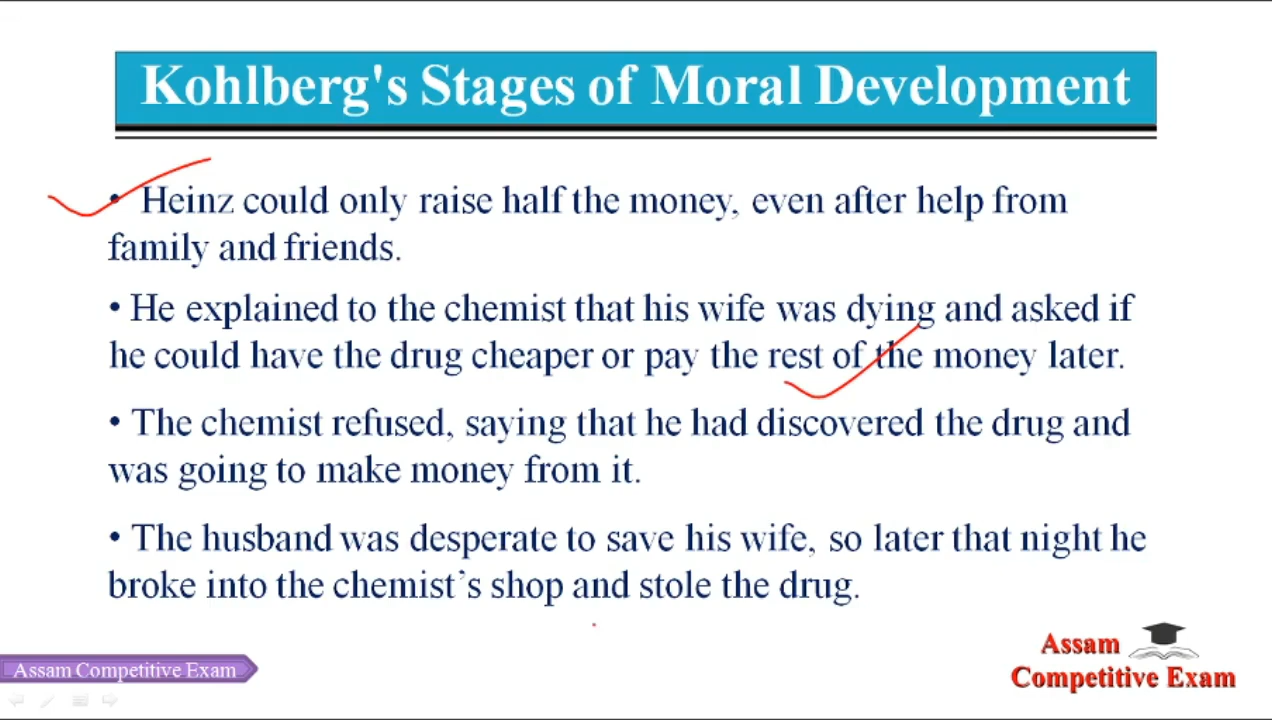 Kohlberg's Stages of Moral Development
• Heinz could only raise half the money, even after help from
family and friends.
• He explained to the chemist that his wife was dying and asked if
he could have the drug cheaper or pay the rest of the money later.
• The chemist refused, saying that he had discovered the drug and
was going to make money from it.
• The husband was desperate to save his wife, so later that night he
broke into the chemist’s shop and stole the drug.
Assam Competitive Exam
Assam
Competitive Exam